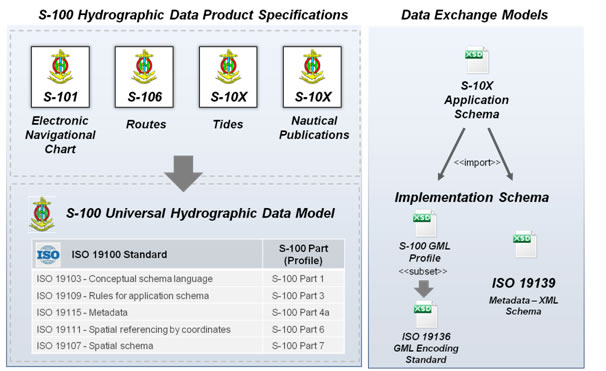 S-100 Hydrographic Data Product Specifications
S-101
Electronic
Navigational
Chart
S-106
Routes
S-10X
Tides
S-10X
Nautical
Publications
S-100 Universal Hydrographic Data Model
ISO
ISO 19100 Standard
S-100 Part
(Profile)
ISO 19103 - Conceptual schema language
S-100 Part 1
ISO 19109 - Rules for application schema
S-100 Part 3
ISO 19115 - Metadata
S-100 Part 4a
ISO 19111 - Spatial referencing by coordinates
S-100 Part 6
ISO 19107 - Spatial schema
S-100 Part 7
Data Exchange Models
XSD
S-10X
Application
Schema
<<import>>
Implementation Schema
XSD
S-100 GML
Profile
<<subset>>
XSD
ISO 19136
GML Encoding
Standard
XSD
ISO 19139
Metadata – XML
Schema